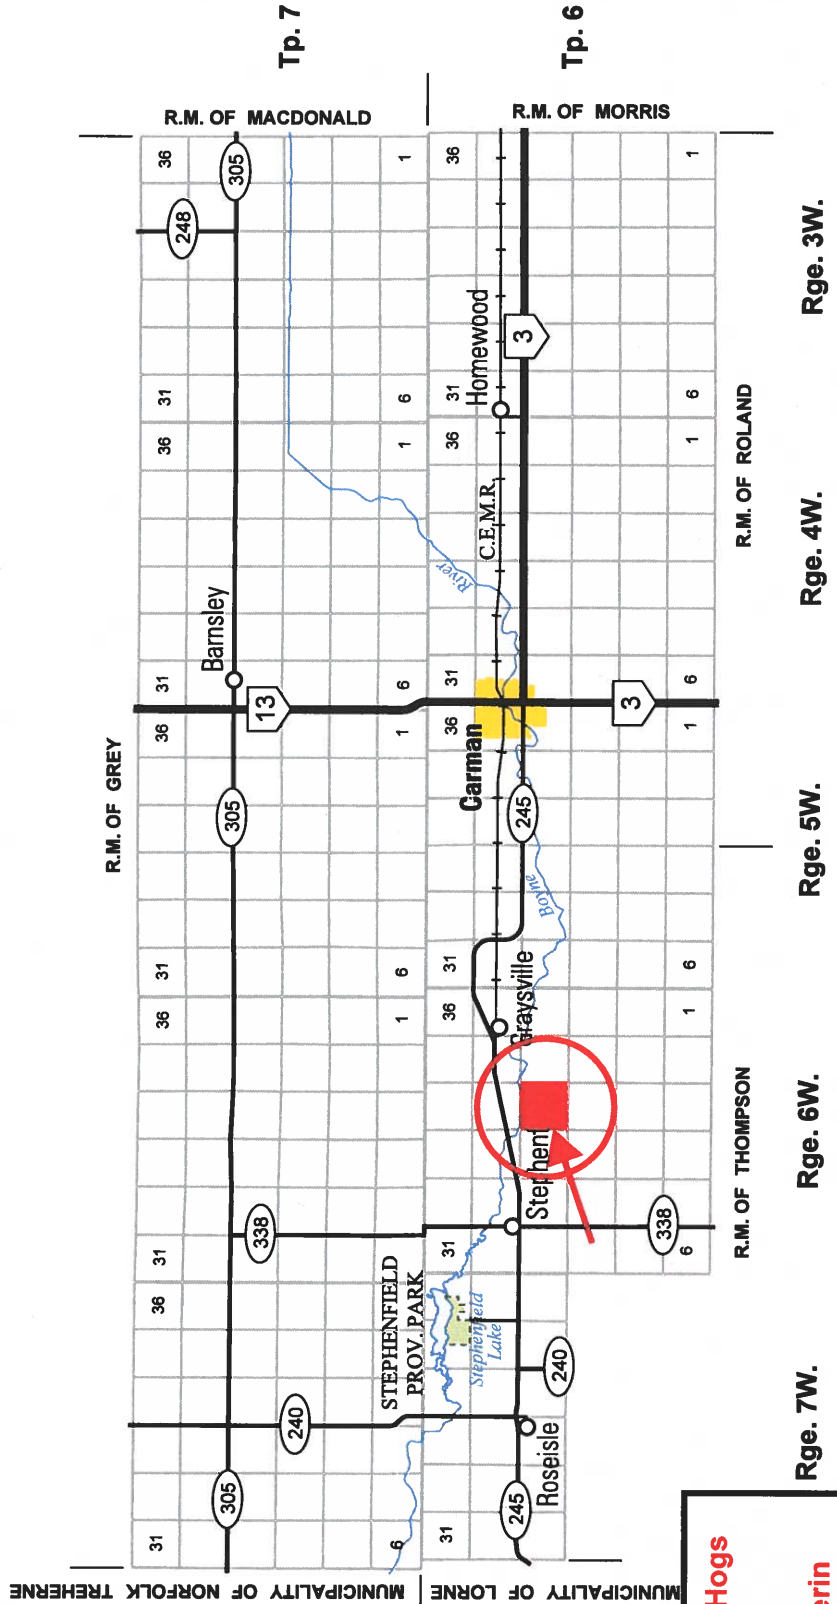 Tp. 7
Tp. 6
R.M. OF MACDONALD
R.M. OF MORRIS
R.M. OF GREY
R.M. OF ROLAND
R.M. OF THOMPSON
MUNICIPALITY OF NORFOLK TREHERNE
MUNICIPALITY OF LORNE
Rge. 7W.
Rge. 6W.
Rge. 5W.
Rge. 4W.
Rge. 3W.
31
36
31
36
31
36
31
36
31
36
305
305
305
240
338
13
248
Barnsley
6
1
6
1
6
1
6
1
STEPHENFIELD
PROV. PARK
31
31
36
31
36
31
36
31
36
Stephenfield
Lake
Carman
C.E.M.R.
River
Homewood
Graysville
Boyne
Stephenf
Roseisle
245
240
245
3
338
3
6
1
6
1
6
1
6
1
Hogs
erin